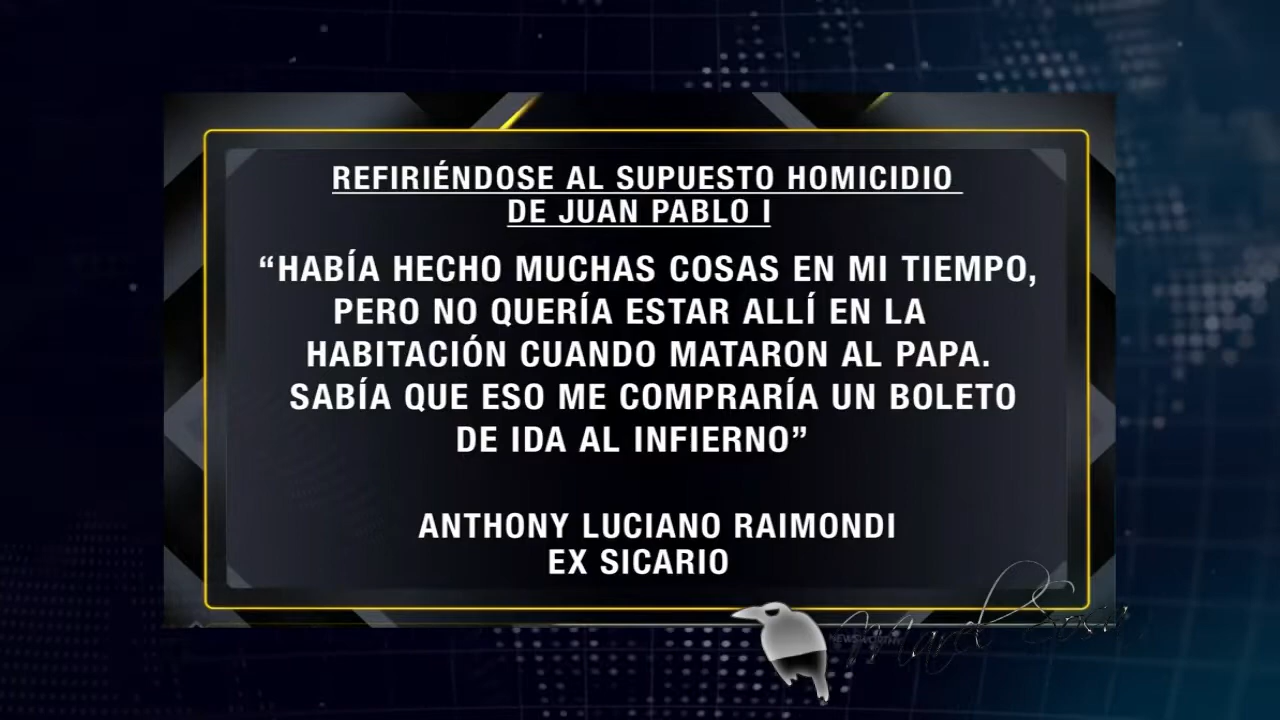 REFIRIÉNDOSE AL SUPUESTO HOMICIDIO
DE JUAN PABLO I
“HABÍA HECHO MUCHAS COSAS EN MI TIEMPO,
PERO NO QUERÍA ESTAR ALLÍ EN LA
HABITACIÓN CUANDO MATARON AL PAPA.
SABÍA QUE ESO ME COMPRARÍA UN BOLETO
DE IDA AL INFIERNO”
ANTHONY LUCIANO RAIMONDI
EX SICARIO